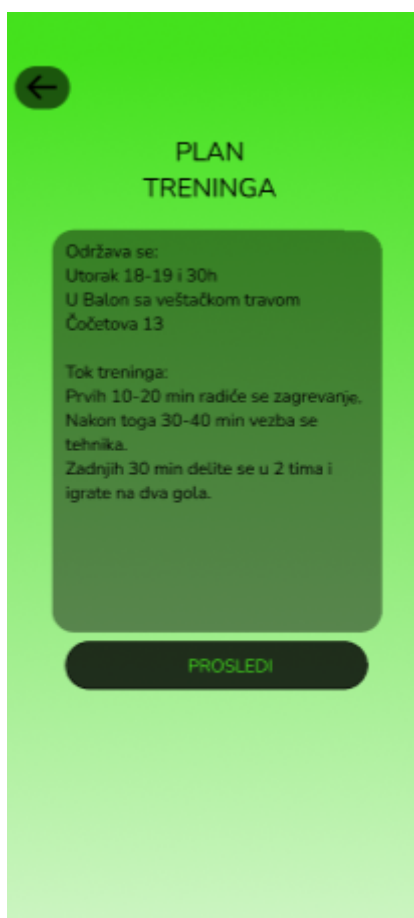 PLAN
TRENINGA
Održava se:
Utorak 18-19 i 30h
U Balon sa veštačkom travom
Čočetova 13
Tok treninga:
Prvih 10-20 min radiće se zagrevanje,
Nakon toga 30-40 min vezba se
tehnika.
Zadnjih 30 min delite se u 2 tima i
igrate na dva gola.
PROSLEDI